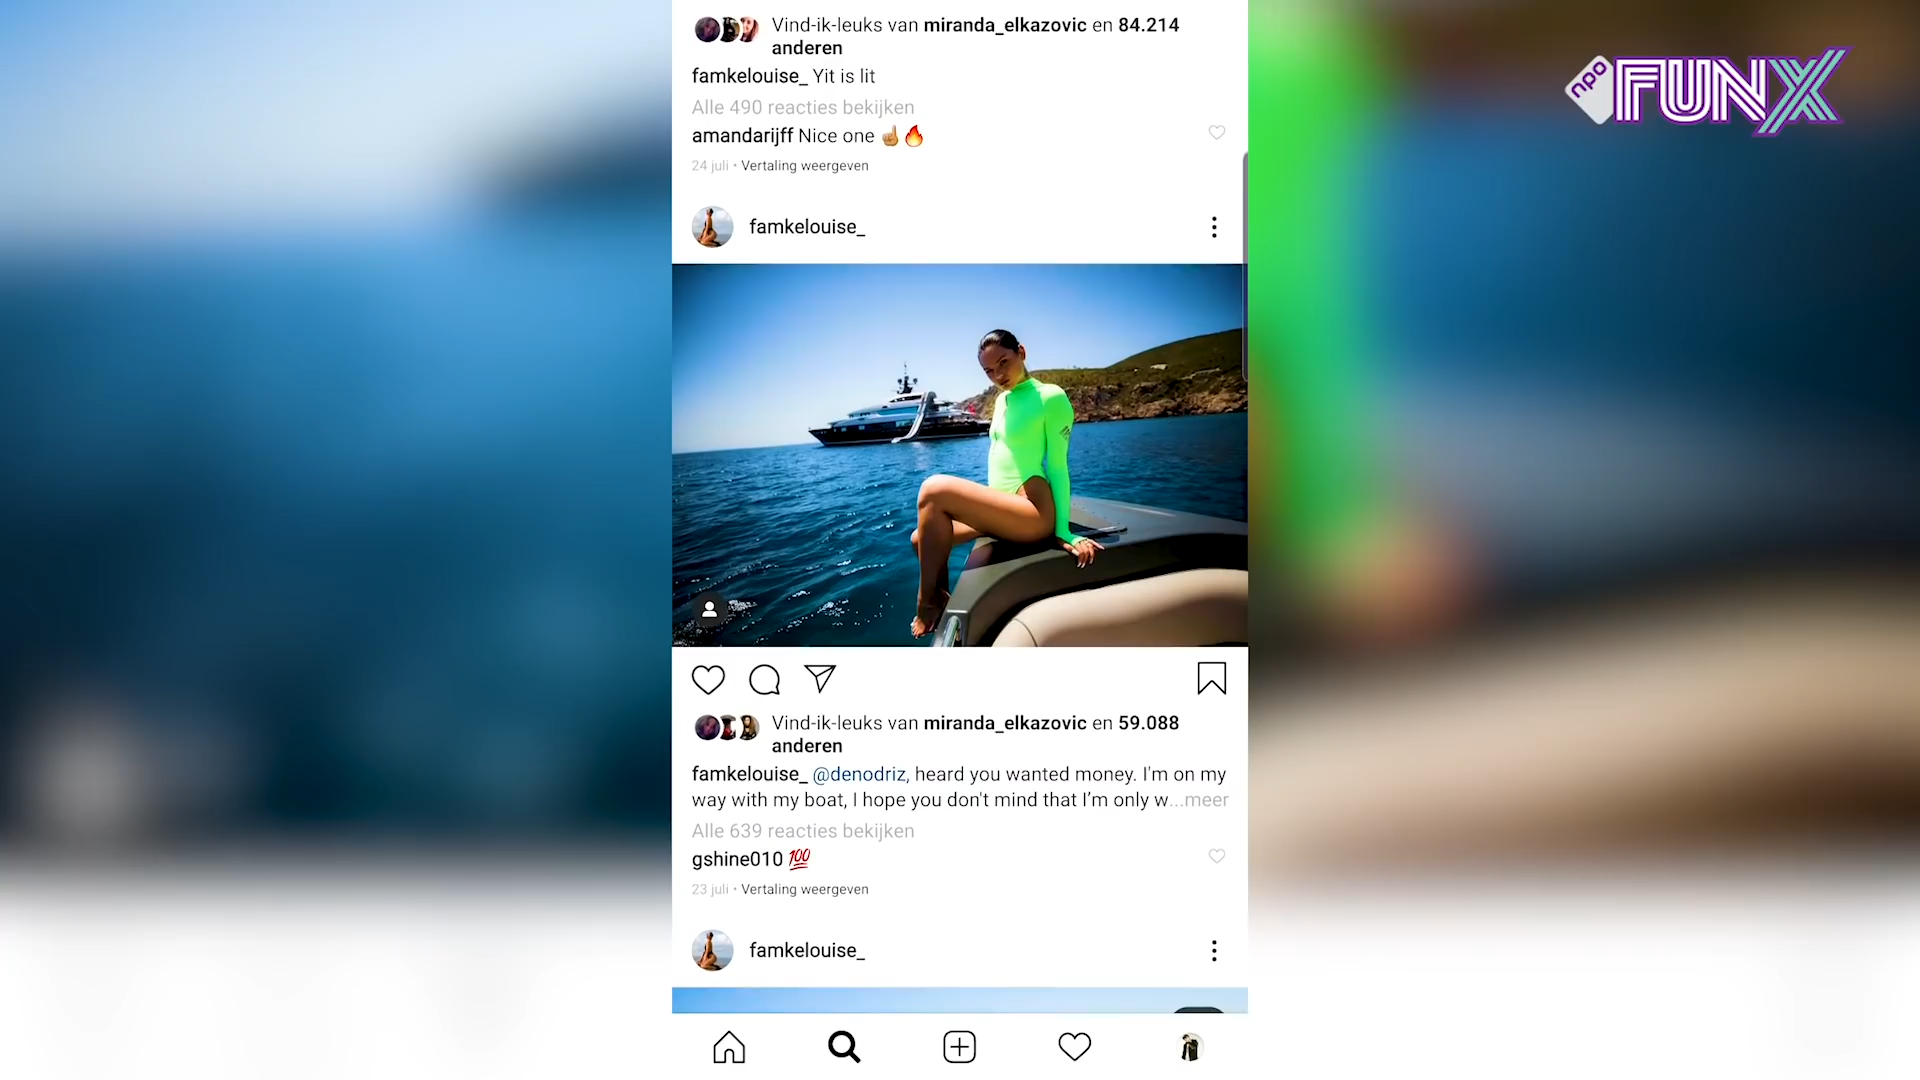 Vind-ik-leuks van miranda_elkazovic en 84.214
anderen
famkelouise_ Yit is lit
Alle 490 reacties bekijken
amandarijff Nice one ☝🏼🔥
24 juli • Vertaling weergeven
npo FUNX
famkelouise_
Vind-ik-leuks van miranda_elkazovic en 59.088
anderen
famkelouise_ @denodriz, heard you wanted money. I'm on my
way with my boat, I hope you don't mind that I’m only w...meer
Alle 639 reacties bekijken
gshine010 💯
23 juli • Vertaling weergeven
famkelouise_